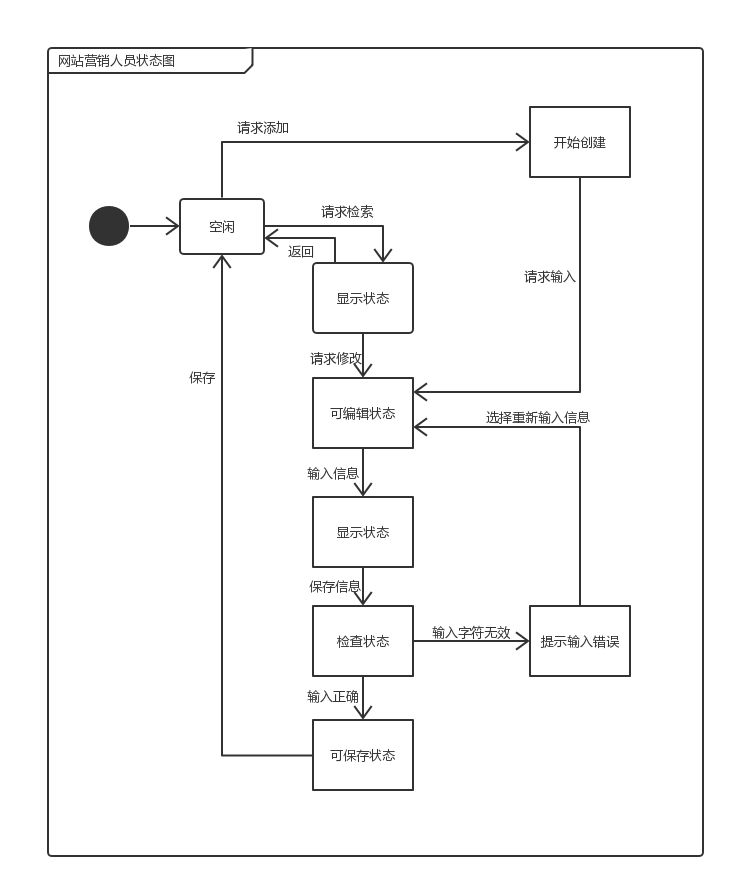 网站营销人员状态图
请求添加
开始创建
空闲
请求检索
返回
请求输入
显示状态
请求修改
保存
可编辑状态
选择重新输入信息
输入信息
显示状态
保存信息
输入字符无效
检查状态
提示输入错误
输入正确
可保存状态